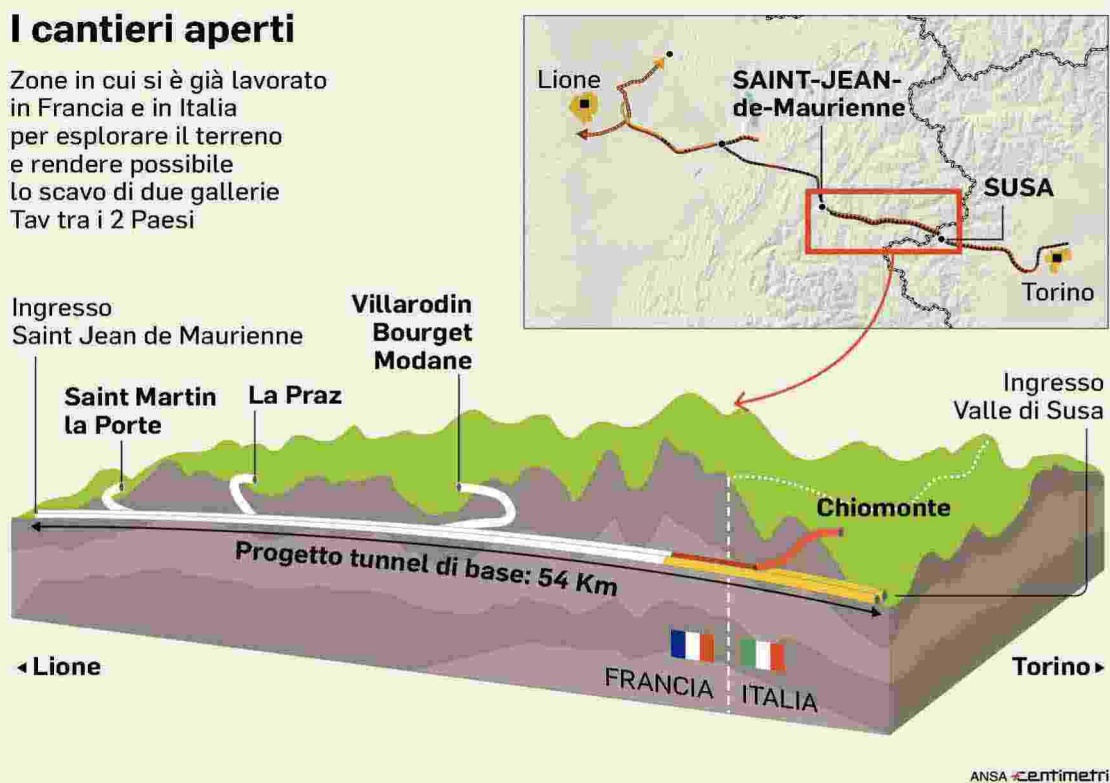 I cantieri aperti
Zone in cui si è già lavorato
in Francia e in Italia
per esplorare il terreno
e rendere possibile
lo scavo di due gallerie
Tav tra i 2 Paesi
Lione
SAINT-JEAN-
de-Maurienne
SUSA
Torino
Ingresso
Saint Jean de Maurienne
Villarodin
Bourget
Modane
Saint Martin
la Porte
La Praz
Ingresso
Valle di Susa
Chiomonte
Progetto tunnel di base: 54 Km
◂ Lione
FRANCIA
ITALIA
Torino ▸
ANSA centimetri